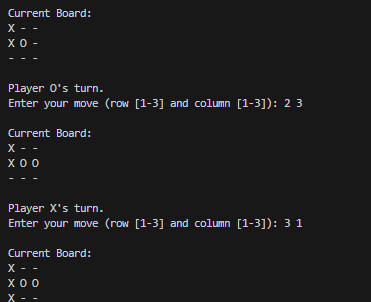 Current Board:
X - -
X O -
- - -
Player O's turn.
Enter your move (row [1-3] and column [1-3]): 2 3
Current Board:
X - -
X O O
- - -
Player X's turn.
Enter your move (row [1-3] and column [1-3]): 3 1
Current Board:
X - -
X O O
X - -